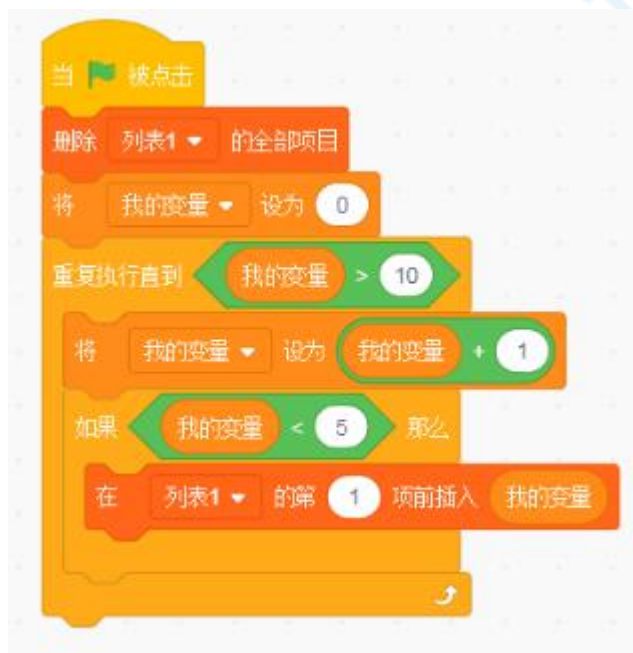 当 被点击
删除 列表1 的全部项目
将 我的变量 设为 0
重复执行直到 我的变量 > 10
将 我的变量 设为 我的变量 + 1
如果 我的变量 < 5 那么
在 列表1 的第 1 项前插入 我的变量